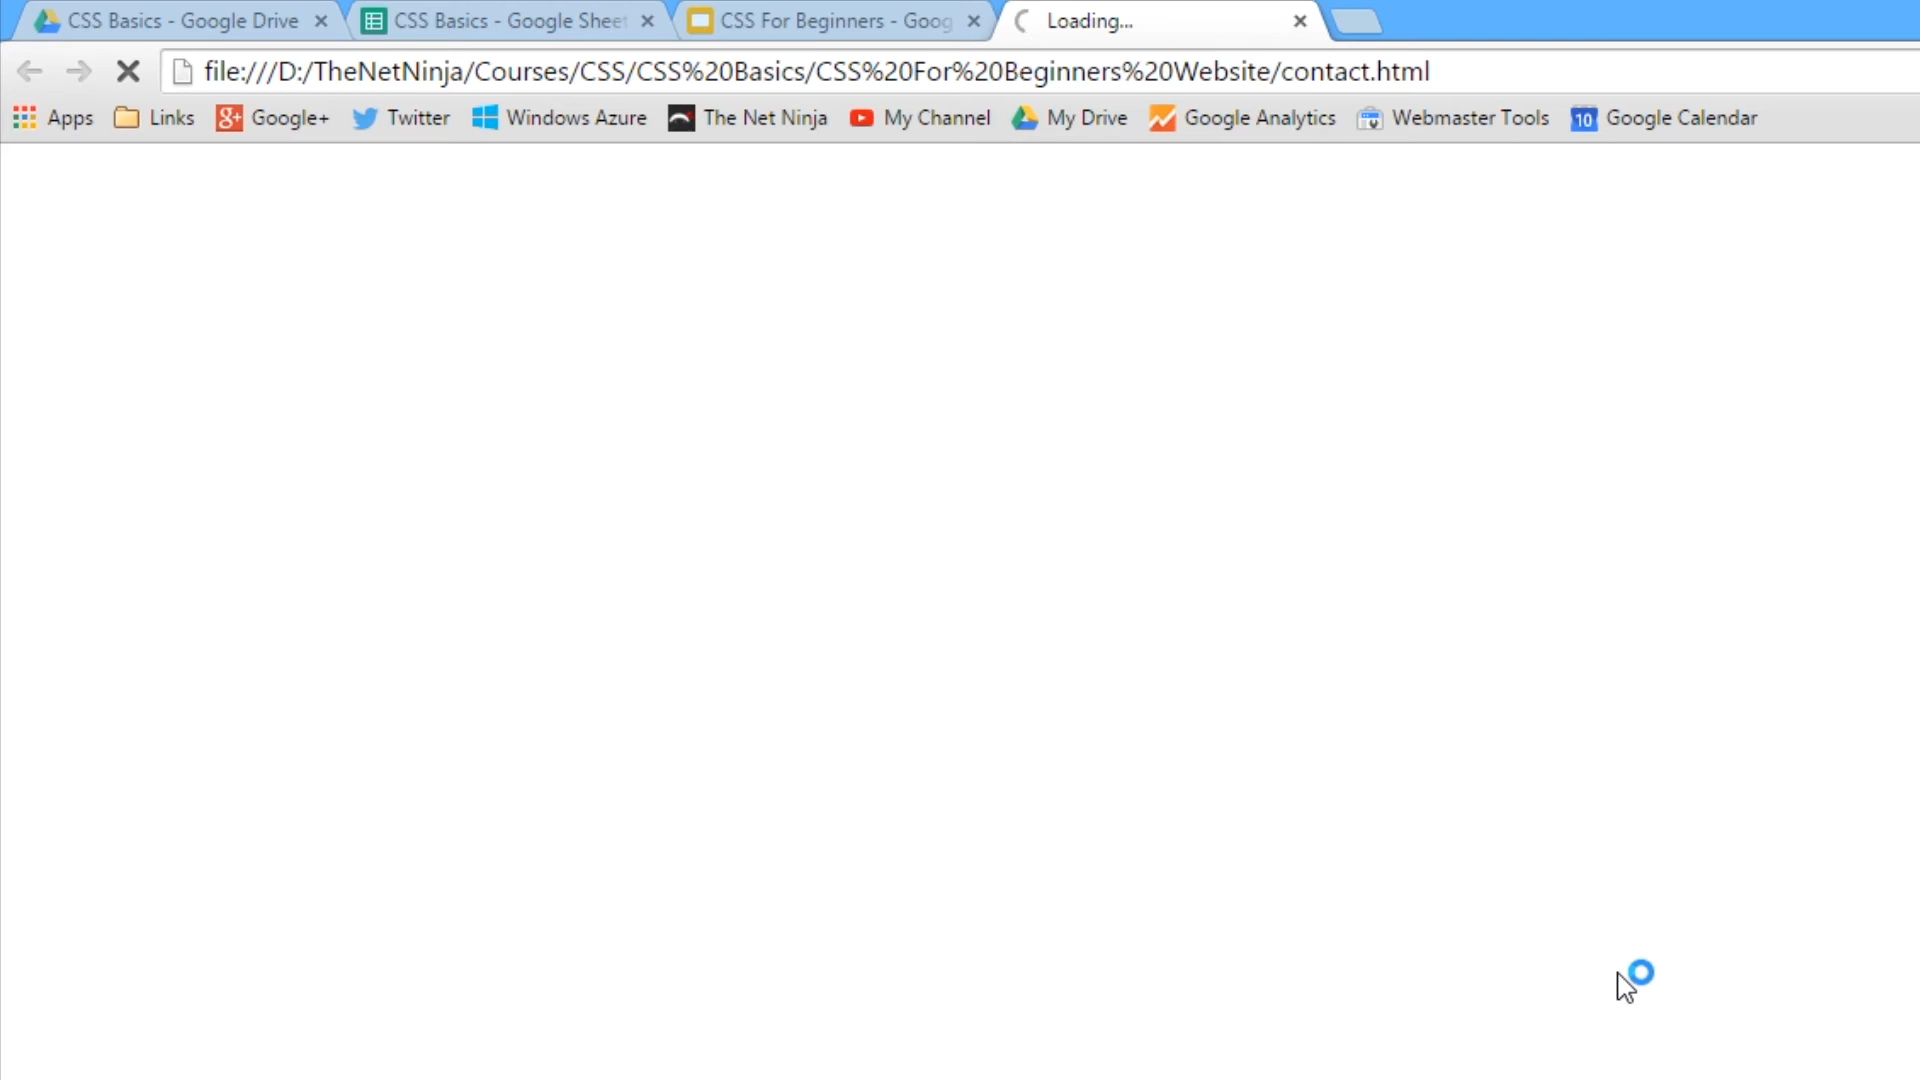 CSS Basics - Google Drive
CSS Basics - Google Sheet
CSS For Beginners - Goog
Loading...
file:///D:/TheNetNinja/Courses/CSS/CSS%20Basics/CSS%20For%20Beginners%20Website/contact.html
Apps
Links
g+ Google+
Twitter
Windows Azure
The Net Ninja
My Channel
My Drive
Google Analytics
Webmaster Tools
10 Google Calendar